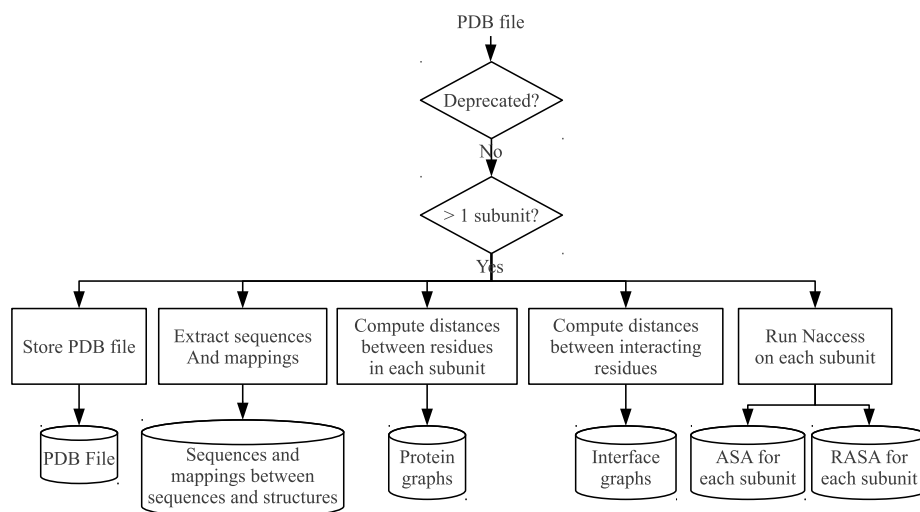 PDB file
Deprecated?
No
> 1 subunit?
Yes
Store PDB file
Extract sequences
And mappings
Compute distances
between residues
in each subunit
Compute distances
between interacting
residues
Run Naccess
on each subunit
PDB File
Sequences and
mappings between
sequences and structures
Protein
graphs
Interface
graphs
ASA for
each subunit
RASA for
each subunit